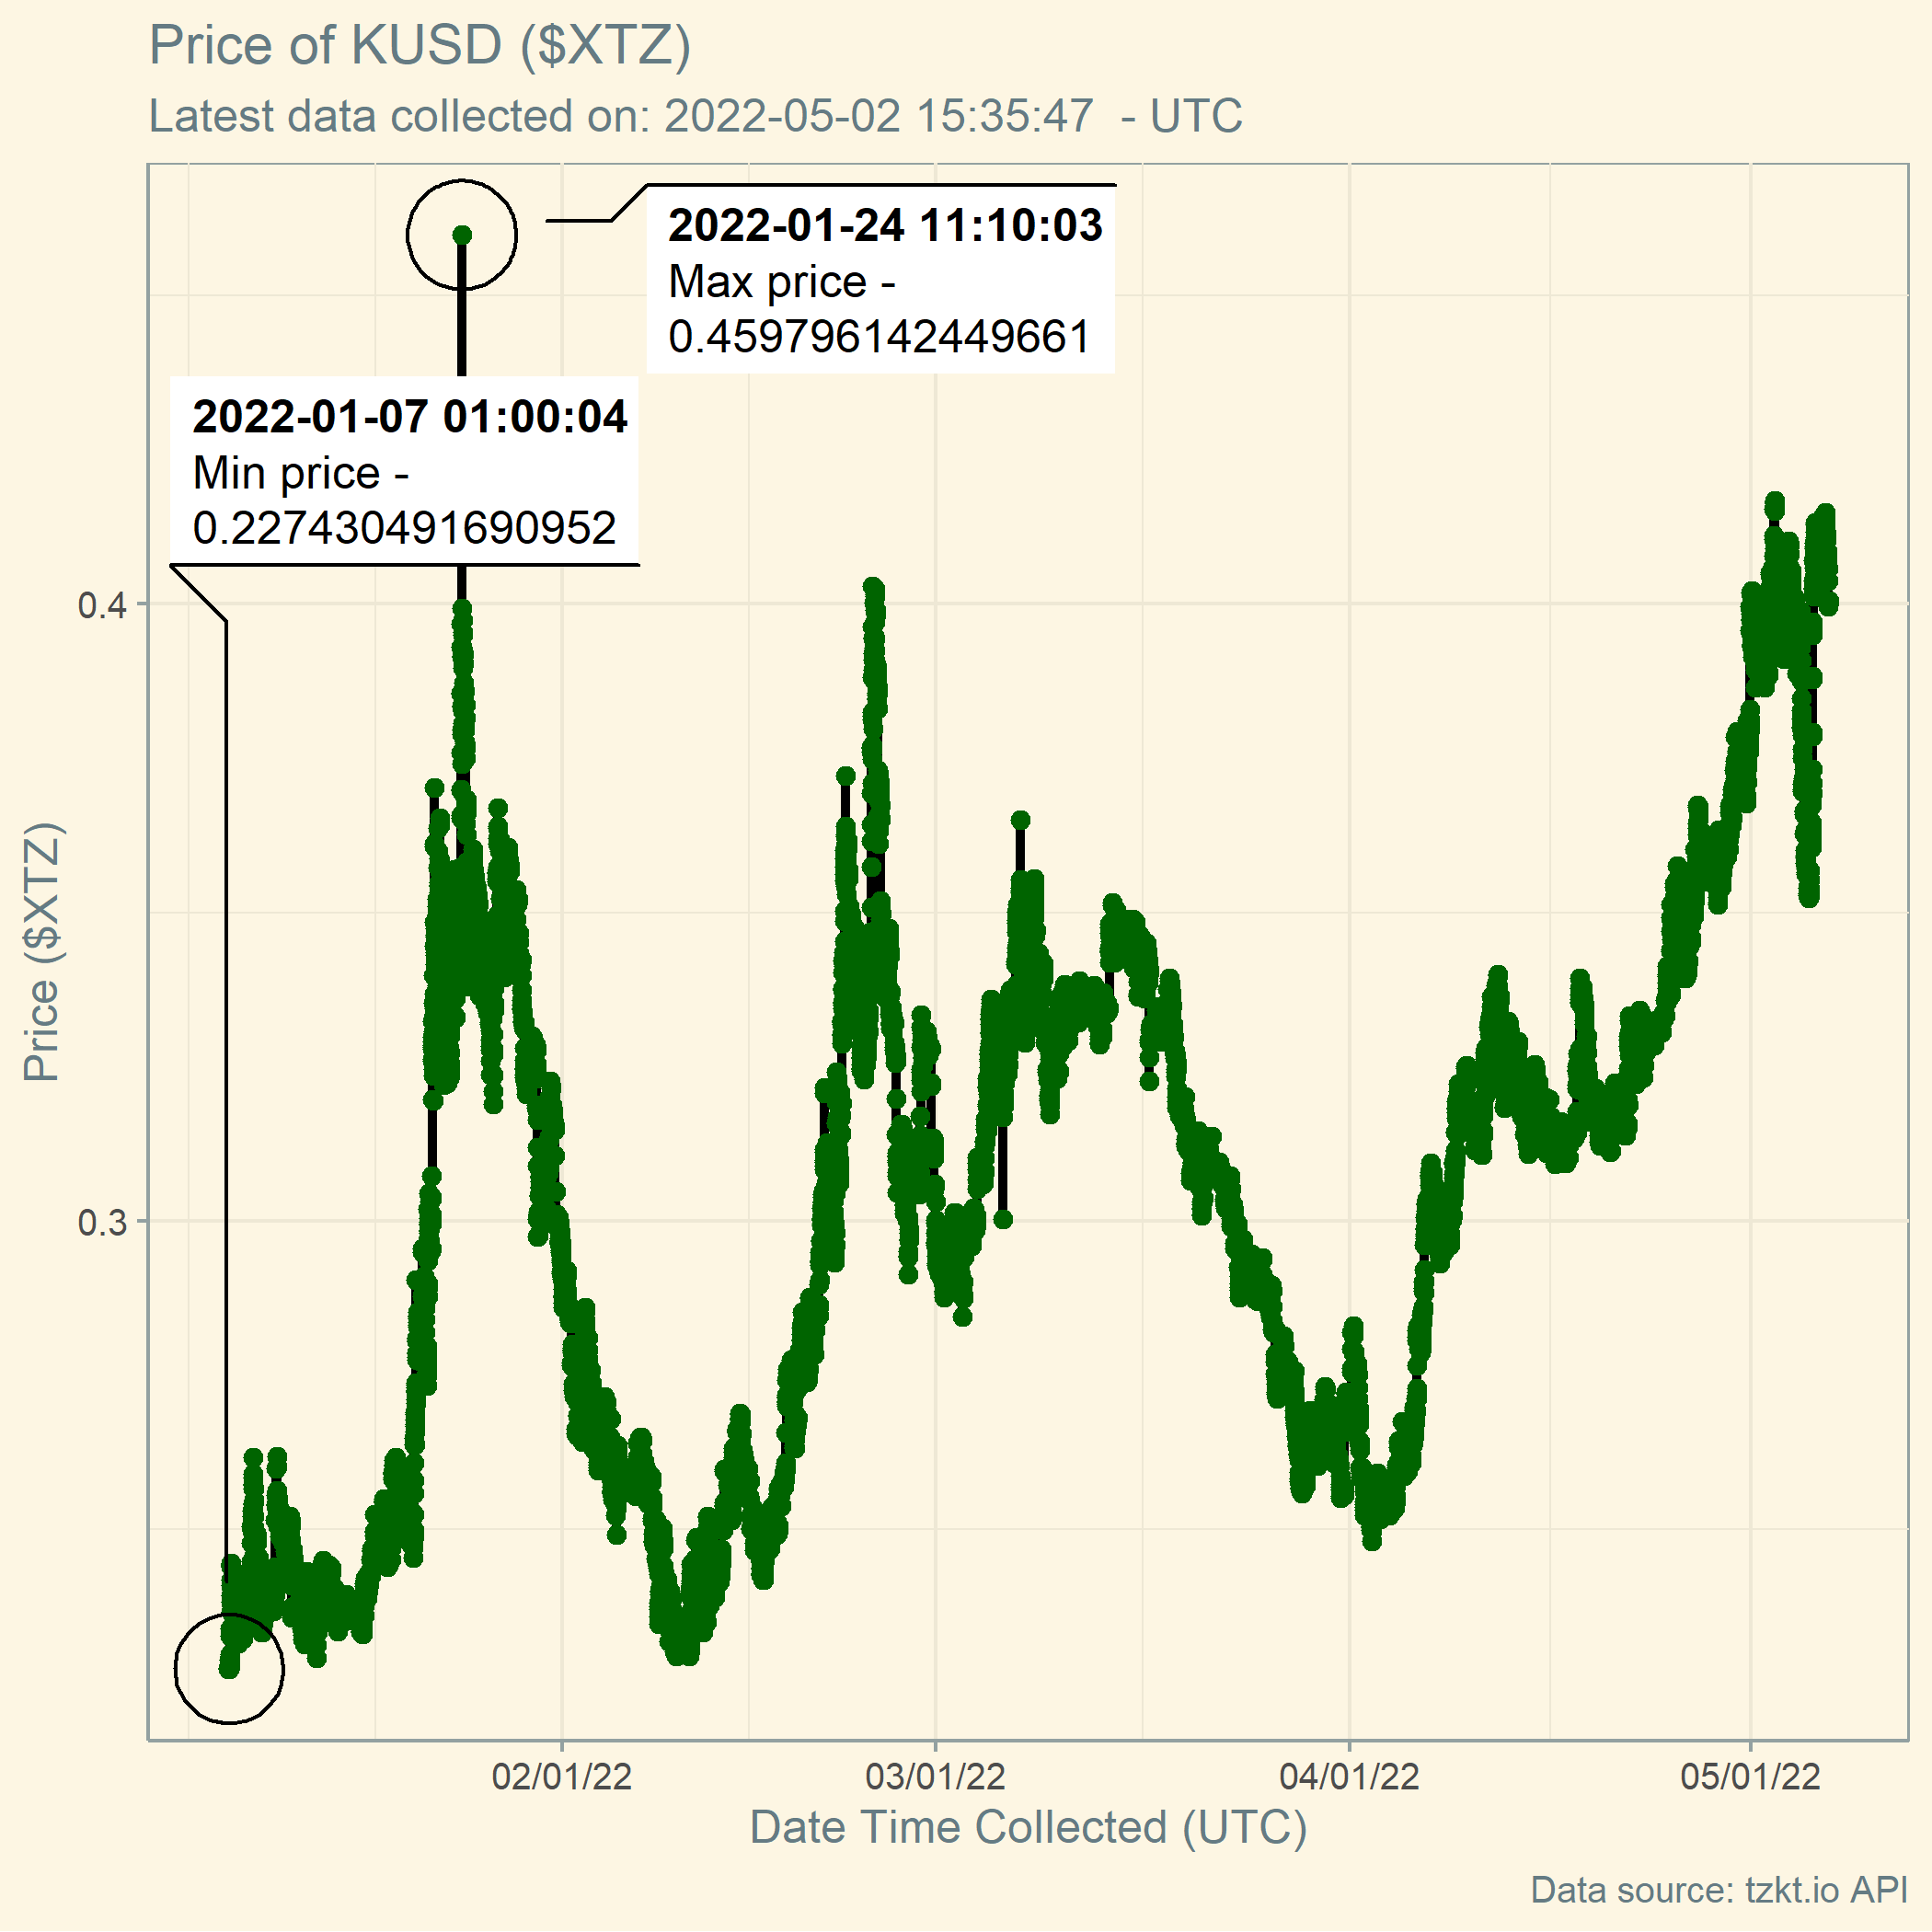 Price of KUSD ($XTZ)
Latest data collected on: 2022-05-02 15:35:47  - UTC
2022-01-24 11:10:03
Max price -
0.459796142449661
2022-01-07 01:00:04
Min price -
0.227430491690952
0.4
0.3
Price ($XTZ)
02/01/22
03/01/22
04/01/22
05/01/22
Date Time Collected (UTC)
Data source: tzkt.io API